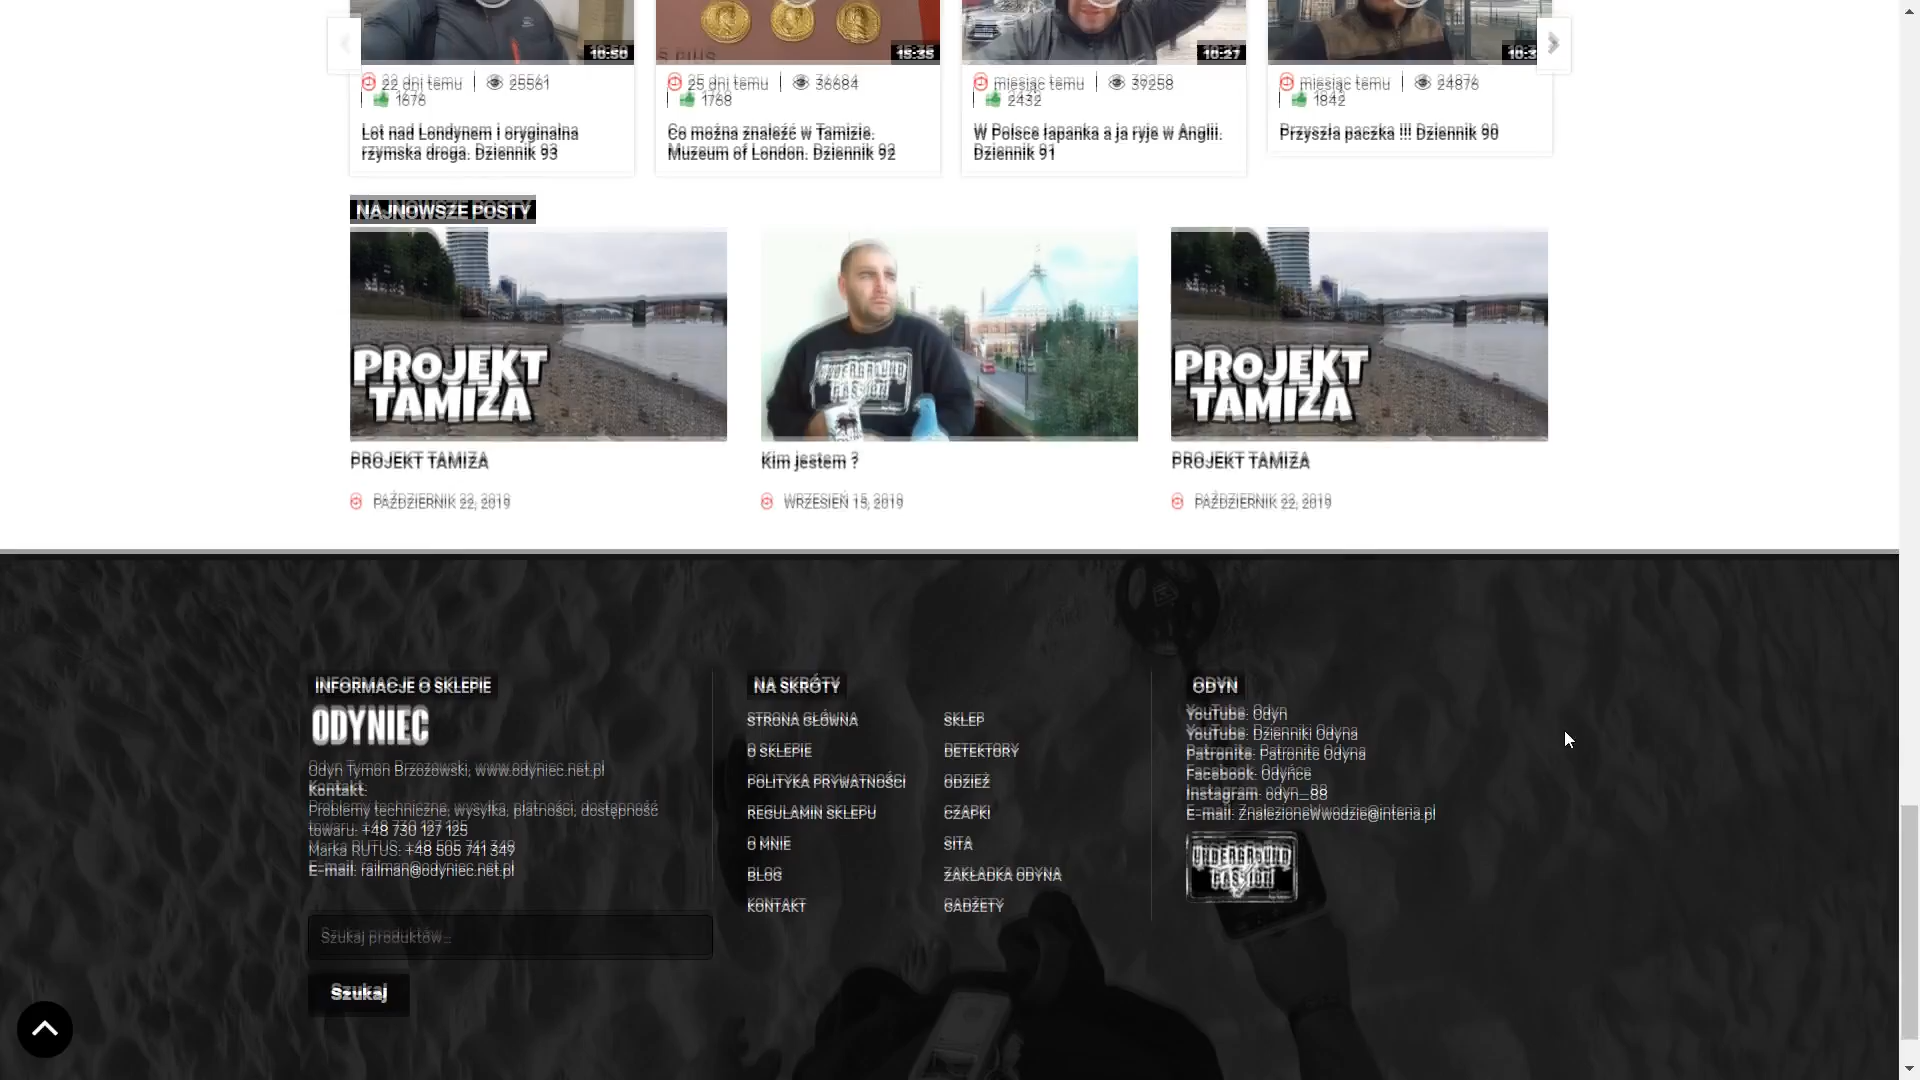 10:50
15:35
10:27
22 dni temu | 25561
| 1676
25 dni temu | 36684
| 1768
miesiąc temu | 39258
| 2432
miesiąc temu | 24876
| 1842
Lot nad Londynem i oryginalna
rzymska droga. Dziennik 93
Co można znaleźć w Tamizie.
Muzeum of London. Dziennik 92
W Polsce łapanka a ja ryje w Anglii.
Dziennik 91
Przyszła paczka !!! Dziennik 90
NAJNOWSZE POSTY
PROJEKT
TAMIZA
UNDERGROUND
PASSION
PROJEKT
TAMIZA
PROJEKT TAMIZA
Kim jestem ?
PROJEKT TAMIZA
PAŹDZIERNIK 22, 2019
WRZESIEŃ 15, 2019
PAŹDZIERNIK 22, 2019
INFORMACJE O SKLEPIE
ODYNIEC
Odyn Tymon Brzozowski, www.odyniec.net.pl
Kontakt:
Problemy techniczne, wysyłka, płatności, dostępność
towaru: +48 730 127 125
Marka RUTUS: +48 505 741 349
E-mail: railman@odyniec.net.pl
Szukaj produktów…
Szukaj
NA SKRÓTY
STRONA GŁÓWNA
O SKLEPIE
POLITYKA PRYWATNOŚCI
REGULAMIN SKLEPU
O MNIE
BLOG
KONTAKT
SKLEP
DETEKTORY
ODZIEŻ
CZAPKI
SITA
ZAKŁADKA ODYNA
GADŻETY
ODYN
YouTube: Odyn
YouTube: Dzienniki Odyna
Patronite: Patronite Odyna
Facebook: Odyńce
Instagram: odyn_88
E-mail: ZnalezioneWwodzie@interia.pl
UNDERGROUND
PASSION